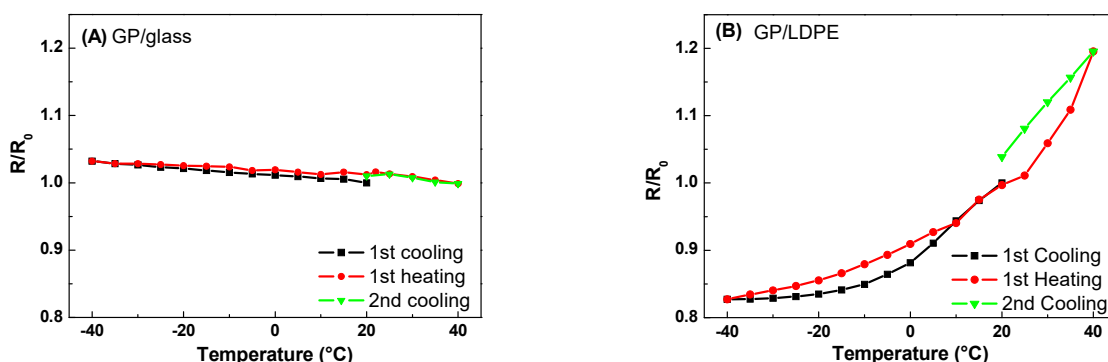 (A) GP/glass
R/R0
1.2
1.1
1.0
0.9
0.8
-40 -20 0 20 40
Temperature (°C)
1st cooling
1st heating
2nd cooling
(B) GP/LDPE
R/R0
1.2
1.1
1.0
0.9
0.8
-40 -20 0 20 40
Temperature (°C)
1st Cooling
1st Heating
2nd Cooling